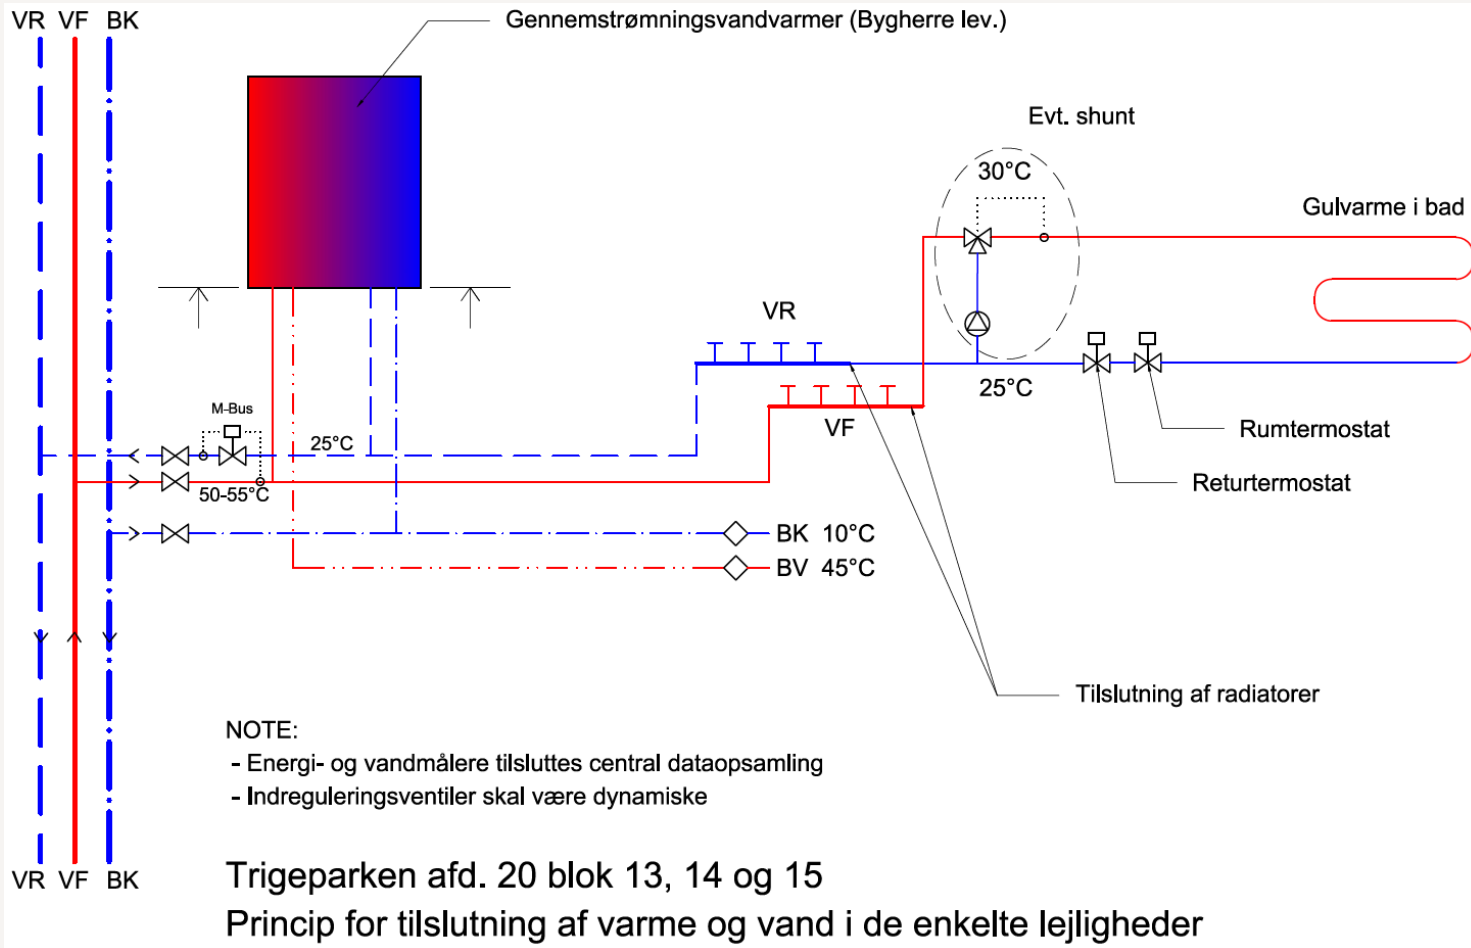 VR VF BK
Gennemstrømningsvandvarmer (Bygherre lev.)
Evt. shunt
30°C
Gulvarme i bad
VR
25°C
VF
M-Bus
25°C
50-55°C
Rumtermostat
Returtermostat
BK 10°C
BV 45°C
Tilslutning af radiatorer
NOTE:
- Energi- og vandmålere tilsluttes central dataopsamling
- Indreguleringsventiler skal være dynamiske
VR VF BK
Trigeparken afd. 20 blok 13, 14 og 15
Princip for tilslutning af varme og vand i de enkelte lejligheder